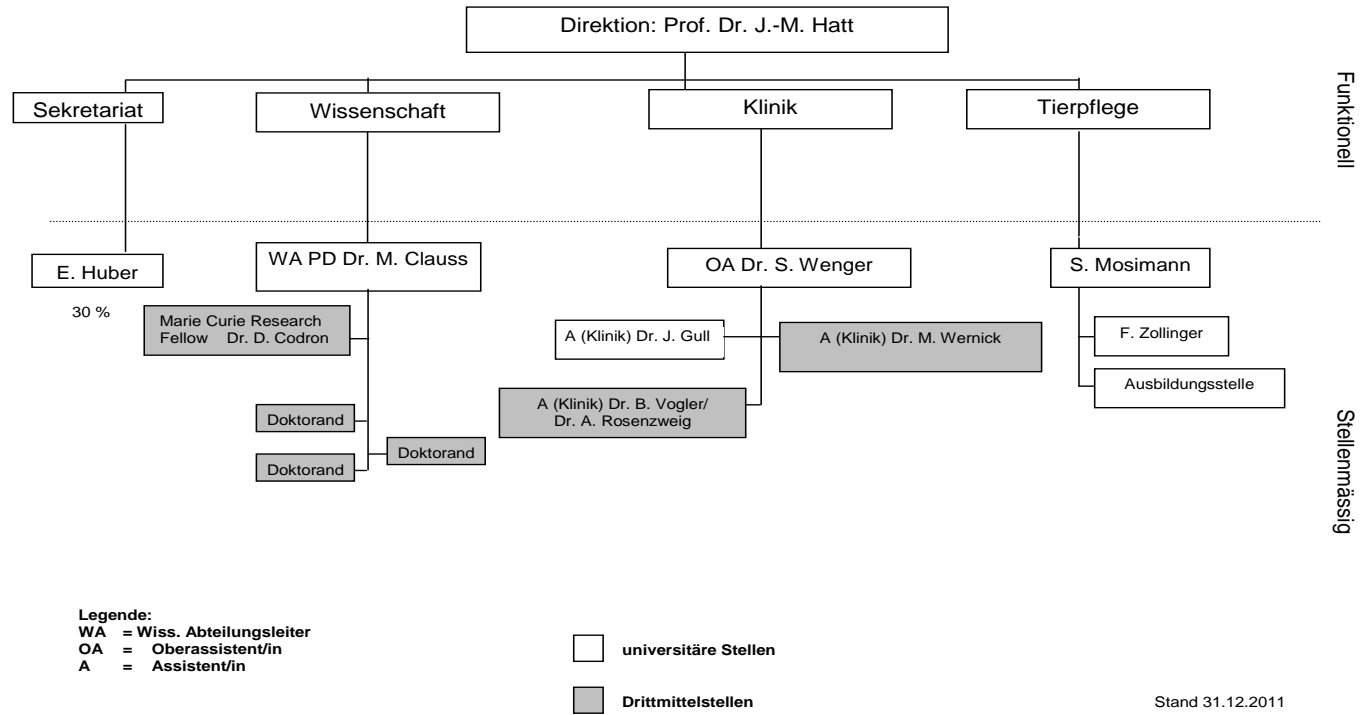 Direktion: Prof. Dr. J.-M. Hatt
Sekretariat
Wissenschaft
Klinik
Tierpflege
Funktionell
E. Huber
30 %
WA PD Dr. M. Clauss
OA Dr. S. Wenger
S. Mosimann
Marie Curie Research
Fellow Dr. D. Codron
A (Klinik) Dr. J. Gull
A (Klinik) Dr. M. Wernick
F. Zollinger
Ausbildungsstelle
A (Klinik) Dr. B. Vogler/
Dr. A. Rosenzweig
Doktorand
Doktorand
Doktorand
Stellenmässig
Legende:
WA = Wiss. Abteilungsleiter
OA = Oberassistent/in
A = Assistent/in
universitäre Stellen
Drittmittelstellen
Stand 31.12.2011